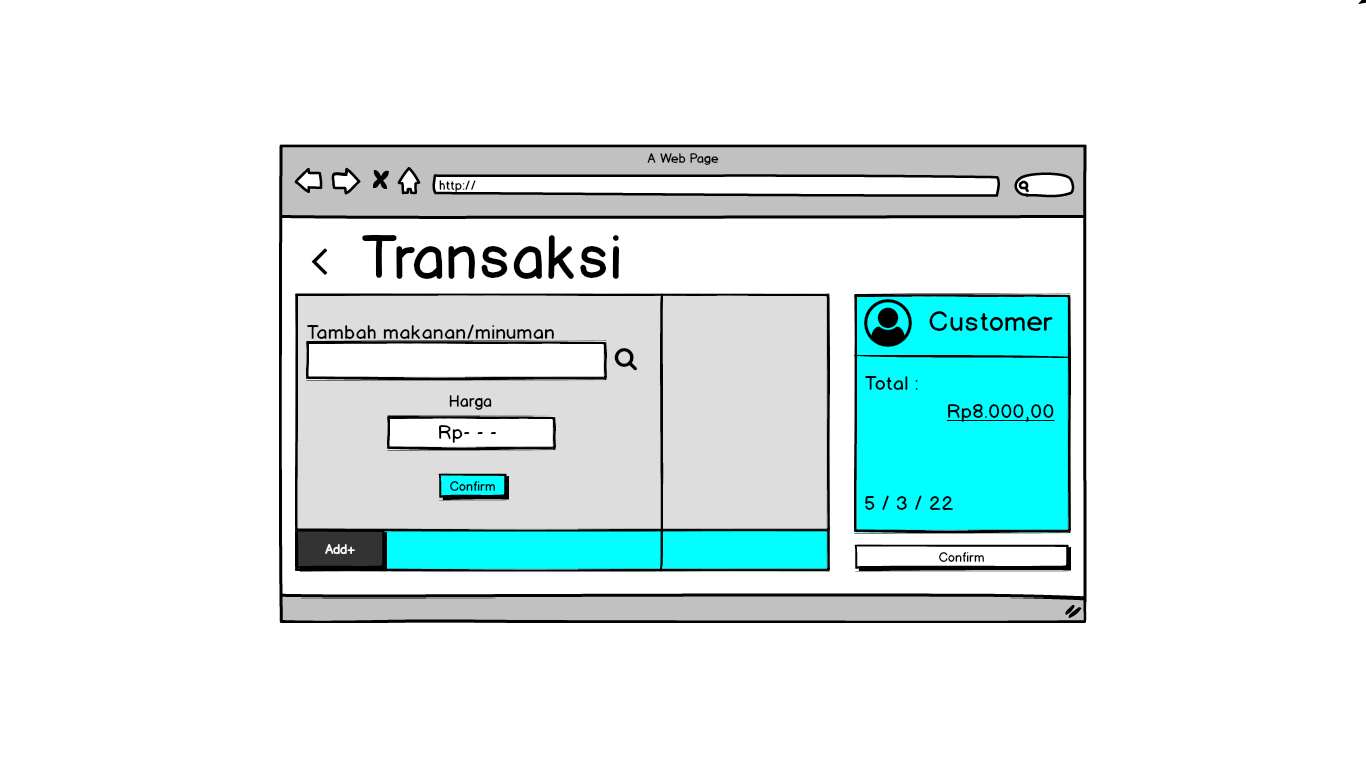 A Web Page
http://
Transaksi
Tambah makanan/minuman
Harga
Rp- - -
Confirm
Add+
Customer
Total :
Rp8.000,00
5 / 3 / 22
Confirm